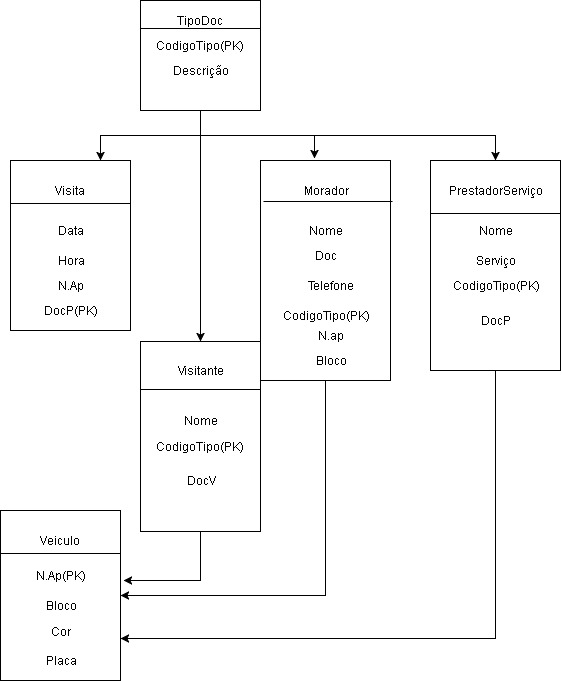 TipoDoc
CodigoTipo(PK)
Descrição
Visita
Data
Hora
N.Ap
DocP(PK)
Morador
Nome
Doc
Telefone
CodigoTipo(PK)
N.ap
Bloco
PrestadorServiço
Nome
Serviço
CodigoTipo(PK)
DocP
Visitante
Nome
CodigoTipo(PK)
DocV
Veiculo
N.Ap(PK)
Bloco
Cor
Placa